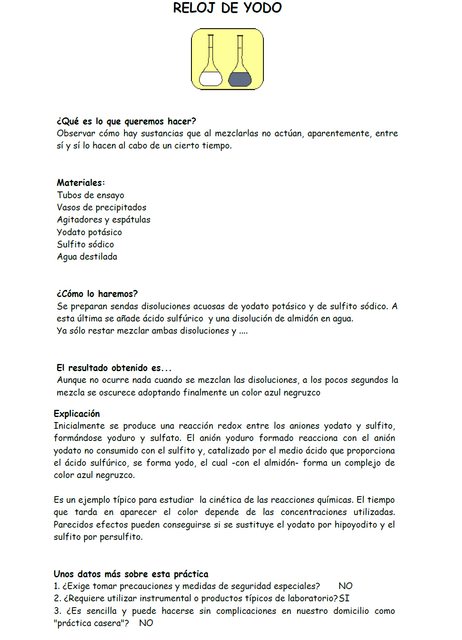 RELOJ DE YODO
¿Qué es lo que queremos hacer?
Observar cómo hay sustancias que al mezclarlas no actúan, aparentemente, entre
sí y sí lo hacen al cabo de un cierto tiempo.
Materiales:
Tubos de ensayo
Vasos de precipitados
Agitadores y espátulas
Yodato potásico
Sulfito sódico
Agua destilada
¿Cómo lo haremos?
Se preparan sendas disoluciones acuosas de yodato potásico y de sulfito sódico. A
esta última se añade ácido sulfúrico y una disolución de almidón en agua.
Ya sólo restar mezclar ambas disoluciones y ....
El resultado obtenido es...
Aunque no ocurre nada cuando se mezclan las disoluciones, a los pocos segundos la
mezcla se oscurece adoptando finalmente un color azul negruzco
Explicación
Inicialmente se produce una reacción redox entre los aniones yodato y sulfito,
formándose yoduro y sulfato. El anión yoduro formado reacciona con el anión
yodato no consumido con el sulfito y, catalizado por el medio ácido que proporciona
el ácido sulfúrico, se forma yodo, el cual -con el almidón- forma un complejo de
color azul negruzco.
Es un ejemplo típico para estudiar la cinética de las reacciones químicas. El tiempo
que tarda en aparecer el color depende de las concentraciones utilizadas.
Parecidos efectos pueden conseguirse si se sustituye el yodato por hipoyodito y el
sulfito por persulfito.
Unos datos más sobre esta práctica
1. ¿Exige tomar precauciones y medidas de seguridad especiales? NO
2. ¿Requiere utilizar instrumental o productos típicos de laboratorio? SI
3. ¿Es sencilla y puede hacerse sin complicaciones en nuestro domicilio como
"práctica casera"? NO